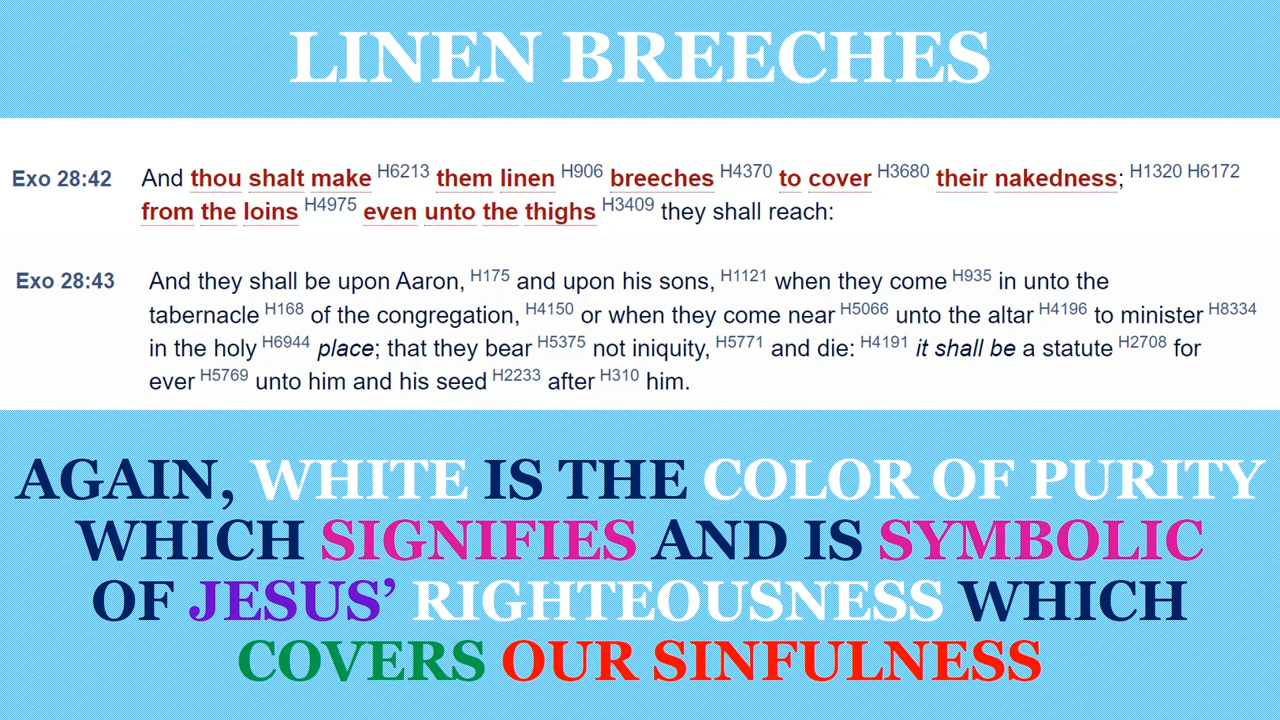 LINEN BREECHES
Exo 28:42 And thou shalt make H6213 them linen H906 breeches H4370 to cover H3680 their nakedness; H1320 H6172
from the loins H4975 even unto the thighs H3409 they shall reach:
Exo 28:43 And they shall be upon Aaron, H175 and upon his sons, H1121 when they come H935 in unto the
tabernacle H168 of the congregation, H4150 or when they come near H5066 unto the altar H4196 to minister H8334
in the holy H6944 place; that they bear H5375 not iniquity, H5771 and die: H4191 it shall be a statute H2708 for
ever H5769 unto him and his seed H2233 after H310 him.
AGAIN, WHITE IS THE COLOR OF PURITY
WHICH SIGNIFIES AND IS SYMBOLIC
OF JESUS’ RIGHTEOUSNESS WHICH
COVERS OUR SINFULNESS